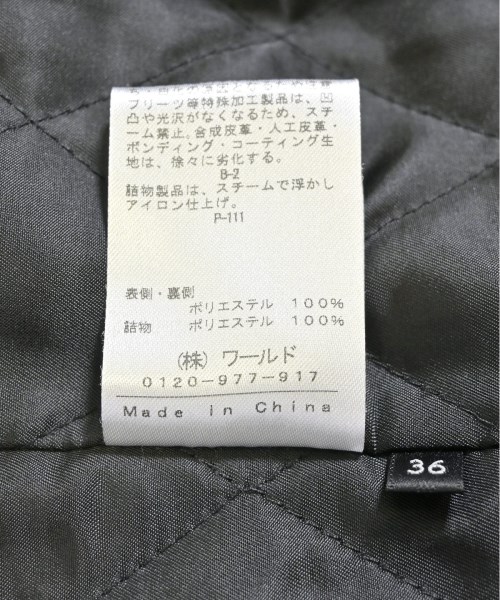 プリーツ等特殊加工製品は、凹
凸や光沢がなくなるため、スチ
ーム禁止。合成皮革・人工皮革・
ボンディング・コーティング生
地は、徐々に劣化する。
B-2
詰物製品は、スチームで浮かし
アイロン仕上げ。
P-111
表側・裏側
ポリエステル 100%
詰物 ポリエステル 100%
(株) ワールド
0120-977-917
Made in China
36